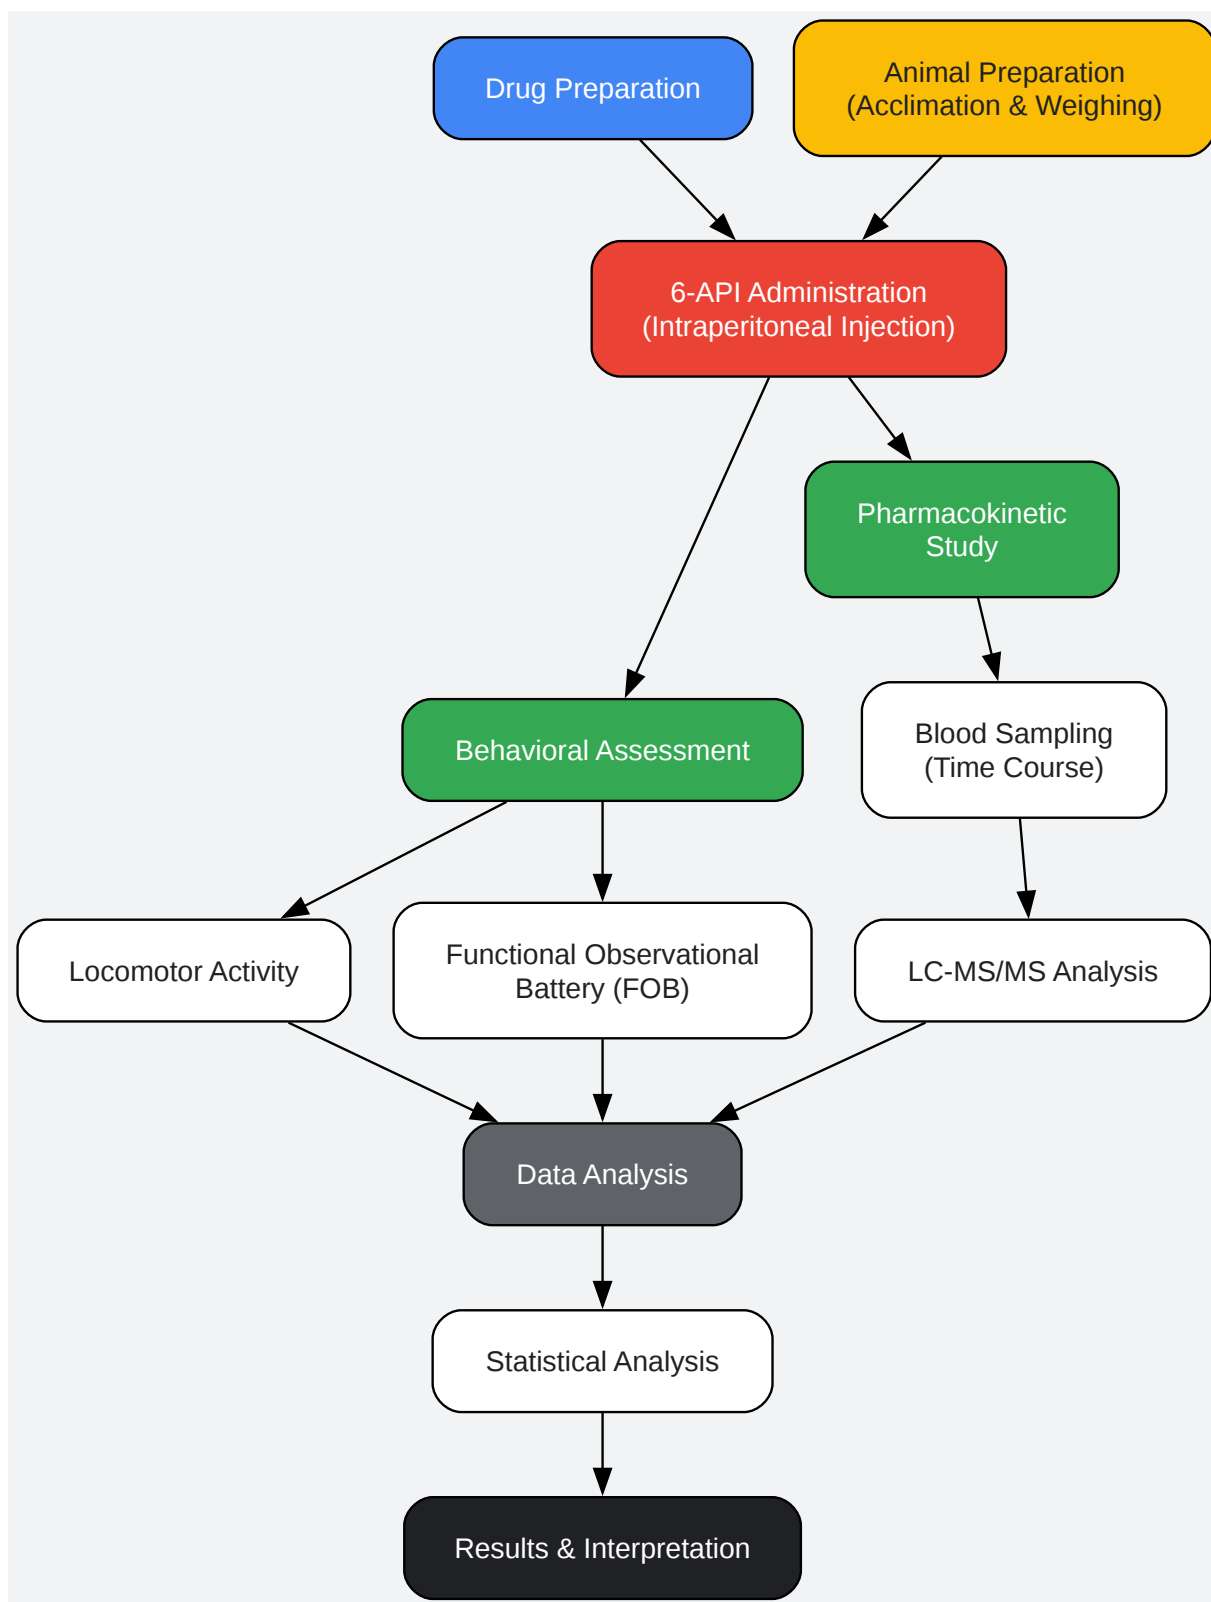 Drug Preparation
Animal Preparation
(Acclimation & Weighing)
6-API Administration
(Intraperitoneal Injection)
Pharmacokinetic
Study
Behavioral Assessment
Blood Sampling
(Time Course)
Locomotor Activity
Functional Observational
Battery (FOB)
LC-MS/MS Analysis
Data Analysis
Statistical Analysis
Results & Interpretation